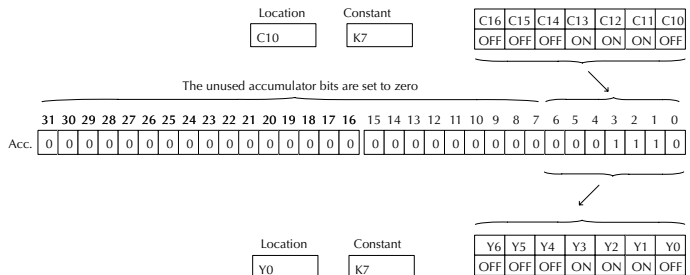 Location Constant
C10 K7
C16 C15 C14 C13 C12 C11 C10
OFF OFF OFF ON ON ON OFF
The unused accumulator bits are set to zero
31 30 29 28 27 26 25 24 23 22 21 20 19 18 17 16 15 14 13 12 11 10 9 8 7 6 5 4 3 2 1 0
Acc. 0 0 0 0 0 0 0 0 0 0 0 0 0 0 0 0 0 0 0 0 0 0 0 0 0 0 0 0 1 1 1 0
Location Constant
Y0 K7
Y6 Y5 Y4 Y3 Y2 Y1 Y0
OFF OFF OFF ON ON ON OFF